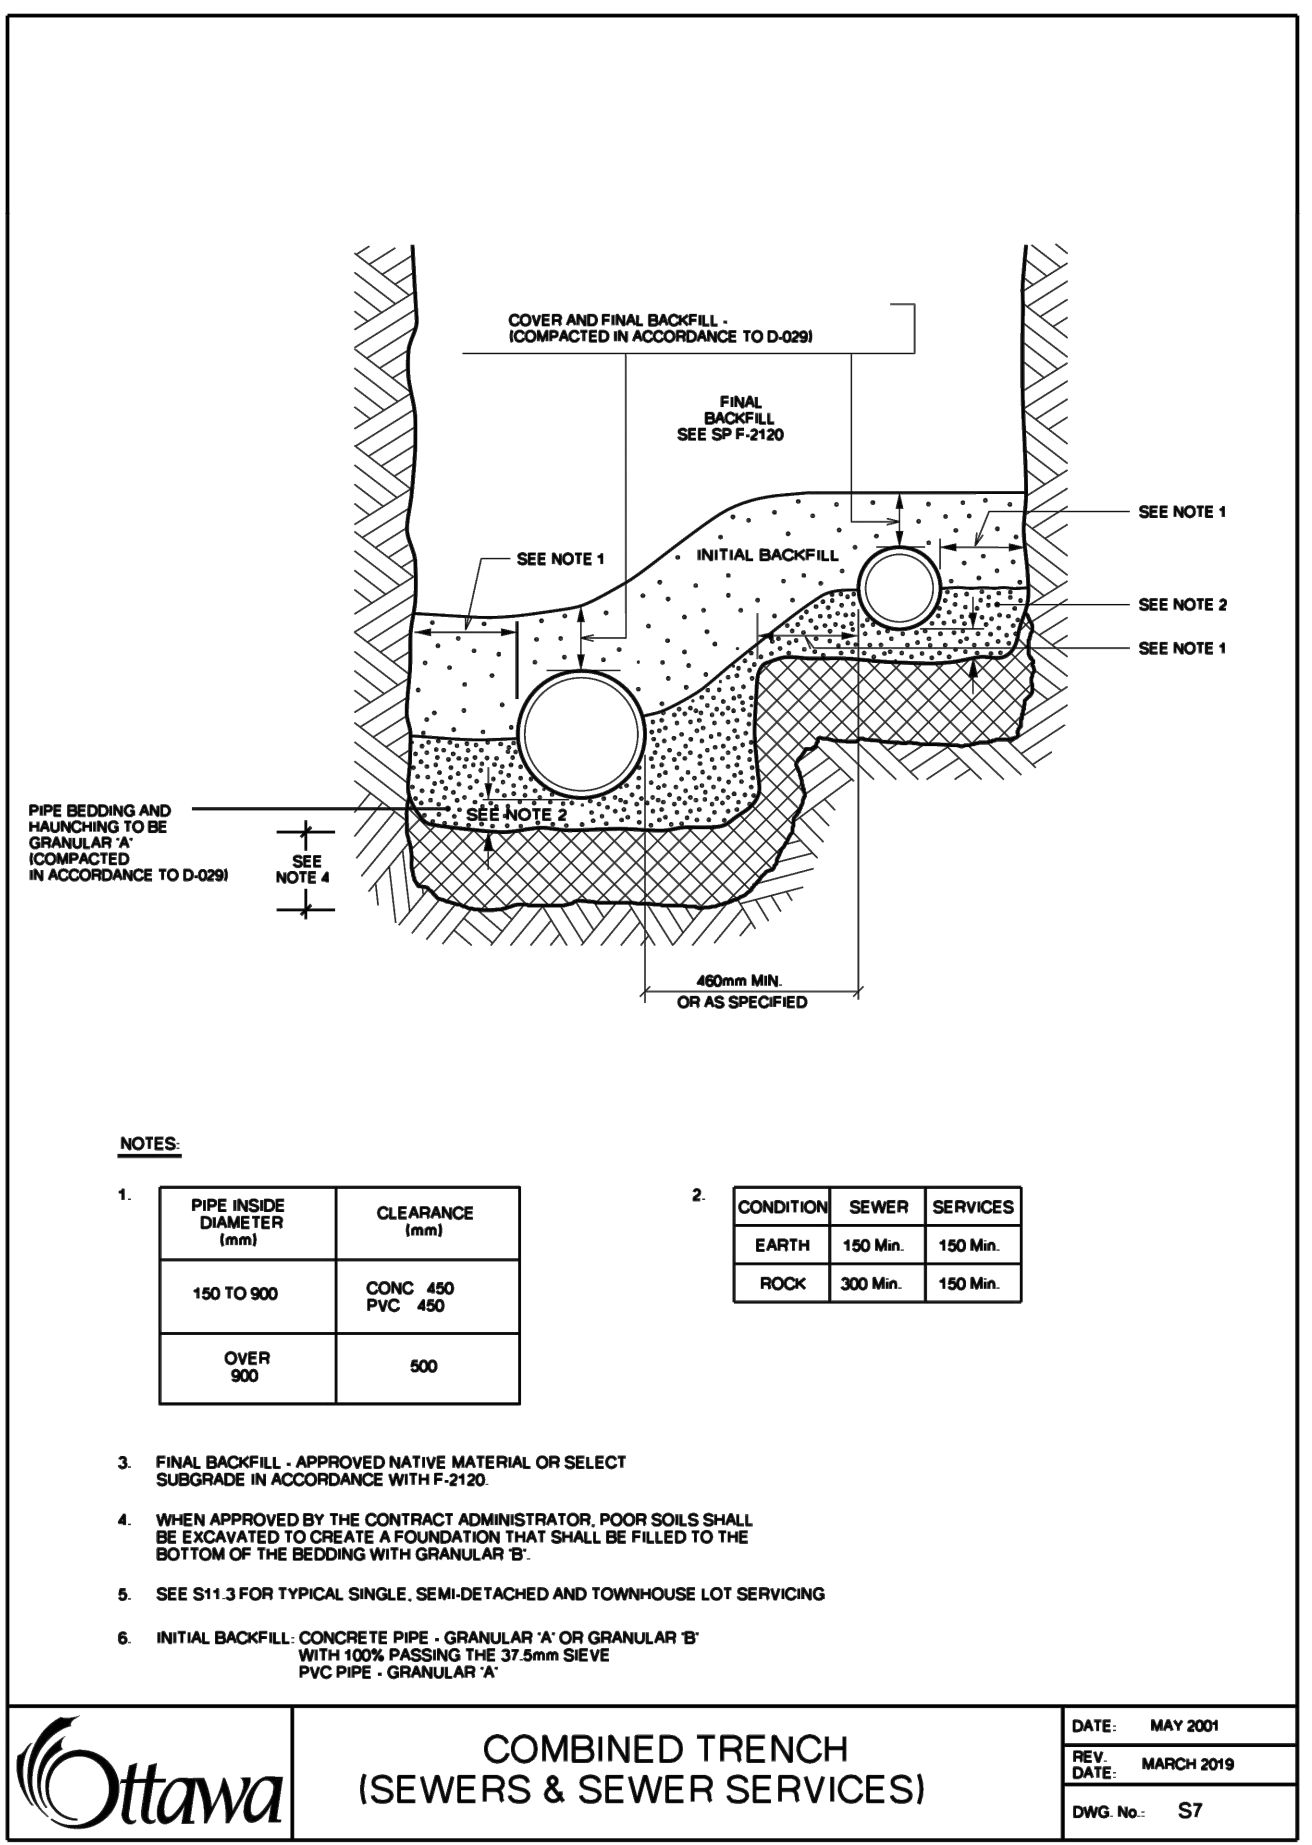 COVER AND FINAL BACKFILL -
(COMPACTED IN ACCORDANCE TO D-029)
FINAL
BACKFILL
SEE SP F-2120
SEE NOTE 1
SEE NOTE 1
INITIAL BACKFILL
SEE NOTE 2
SEE NOTE 1
PIPE BEDDING AND
HAUNCHING TO BE
GRANULAR "A"
(COMPACTED
IN ACCORDANCE TO D-029)
SEE NOTE 2
SEE
NOTE 4
460mm MIN.
OR AS SPECIFIED
NOTES:
1.
PIPE INSIDE
DIAMETER
(mm)
CLEARANCE
(mm)
150 TO 900
CONC 450
PVC 450
OVER
900
500
2.
CONDITION SEWER SERVICES
EARTH 150 Min. 150 Min.
ROCK 300 Min. 150 Min.
3. FINAL BACKFILL - APPROVED NATIVE MATERIAL OR SELECT
SUBGRADE IN ACCORDANCE WITH F-2120.
4. WHEN APPROVED BY THE CONTRACT ADMINISTRATOR, POOR SOILS SHALL
BE EXCAVATED TO CREATE A FOUNDATION THAT SHALL BE FILLED TO THE
BOTTOM OF THE BEDDING WITH GRANULAR "B".
5. SEE S11.3 FOR TYPICAL SINGLE, SEMI-DETACHED AND TOWNHOUSE LOT SERVICING
6. INITIAL BACKFILL: CONCRETE PIPE - GRANULAR "A" OR GRANULAR "B"
WITH 100% PASSING THE 37.5mm SIEVE
PVC PIPE - GRANULAR "A"
Ottawa
COMBINED TRENCH
(SEWERS & SEWER SERVICES)
DATE: MAY 2001
REV.
DATE: MARCH 2019
DWG. No.: S7